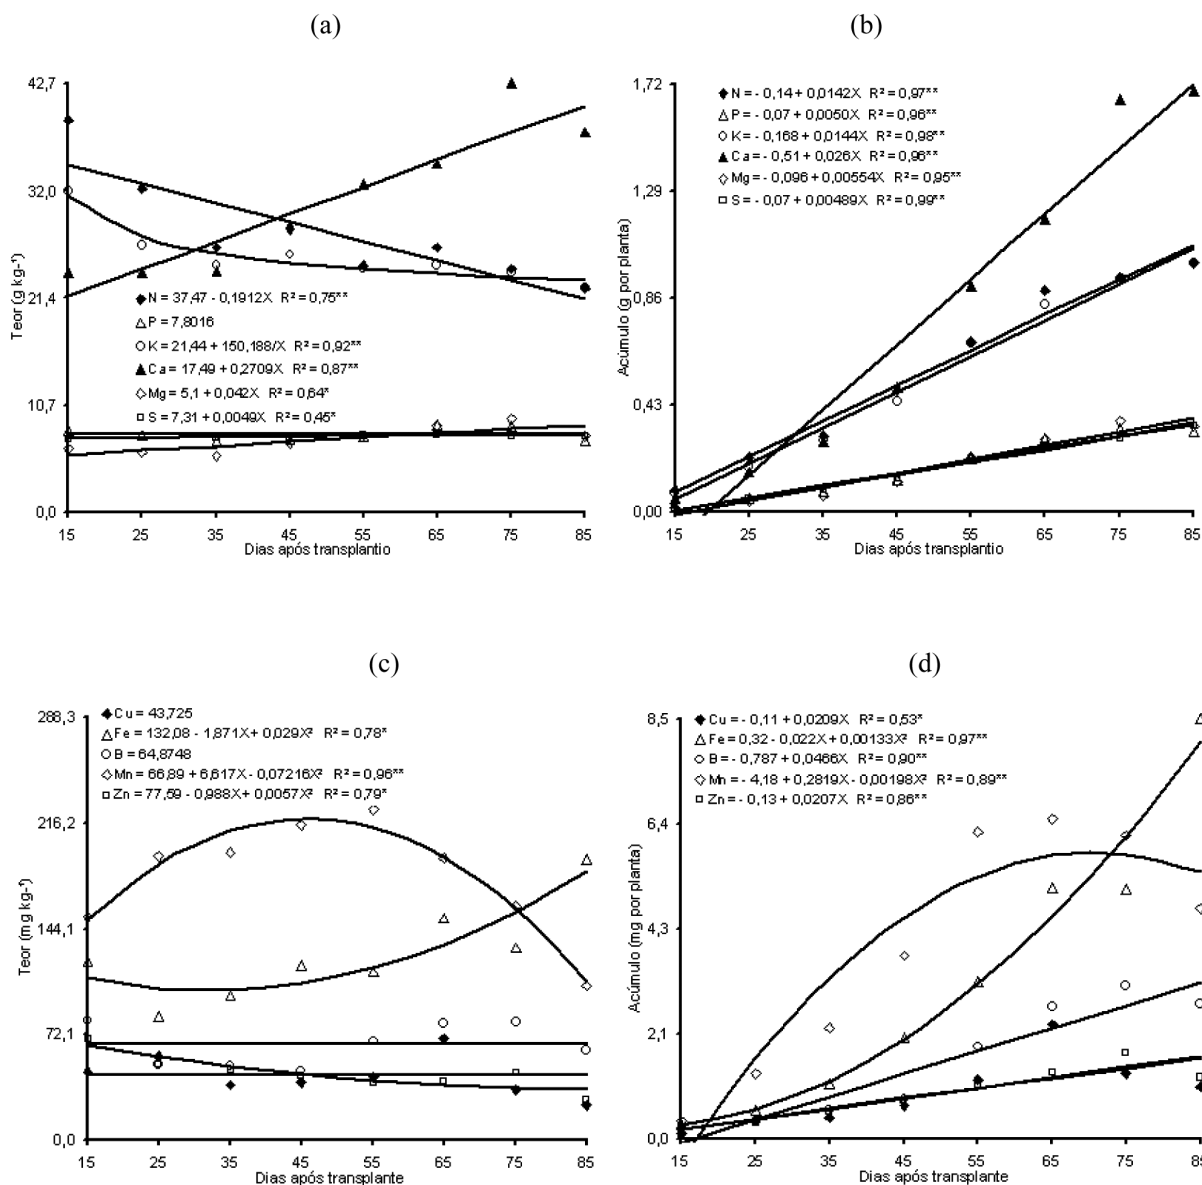 (a)
42,7
32,0
21,4
10,7
0,0
Teor (g kg-¹)
N = 37,47 - 0,1912X R² = 0,75**
P = 7,8016
K = 21,44 + 150,188/X R² = 0,92**
Ca = 17,49 + 0,2709X R² = 0,87**
Mg = 5,1 + 0,042X R² = 0,64*
S = 7,31 + 0,0049X R² = 0,45*
15 25 35 45 55 65 75 85
Dias após transplantio
(b)
1,72
1,29
0,86
0,43
0,00
Acúmulo (g por planta)
N = - 0,14 + 0,0142X R² = 0,97**
P = - 0,07 + 0,0050X R² = 0,96**
K = - 0,168 + 0,0144X R² = 0,98**
Ca = - 0,51 + 0,026X R² = 0,96**
Mg = - 0,096 + 0,00554X R² = 0,95**
S = - 0,07 + 0,00489X R² = 0,99**
15 25 35 45 55 65 75 85
Dias após transplantio
(c)
288,3
216,2
144,1
72,1
0,0
Teor (mg kg-¹)
Cu = 43,725
Fe = 132,08 - 1,871X + 0,029X² R² = 0,78*
B = 64,8748
Mn = 66,89 + 6,617X - 0,07216X² R² = 0,96**
Zn = 77,59 - 0,988X + 0,0057X² R² = 0,79*
15 25 35 45 55 65 75 85
Dias após transplante
(d)
8,5
6,4
4,3
2,1
0,0
Acúmulo (mg por planta)
Cu = - 0,11 + 0,0209X R² = 0,53*
Fe = 0,32 - 0,022X + 0,00133X² R² = 0,97**
B = - 0,787 + 0,0466X R² = 0,90**
Mn = - 4,18 + 0,2819X - 0,00198X² R² = 0,89**
Zn = - 0,13 + 0,0207X R² = 0,86**
15 25 35 45 55 65 75 85
Dias após transplante